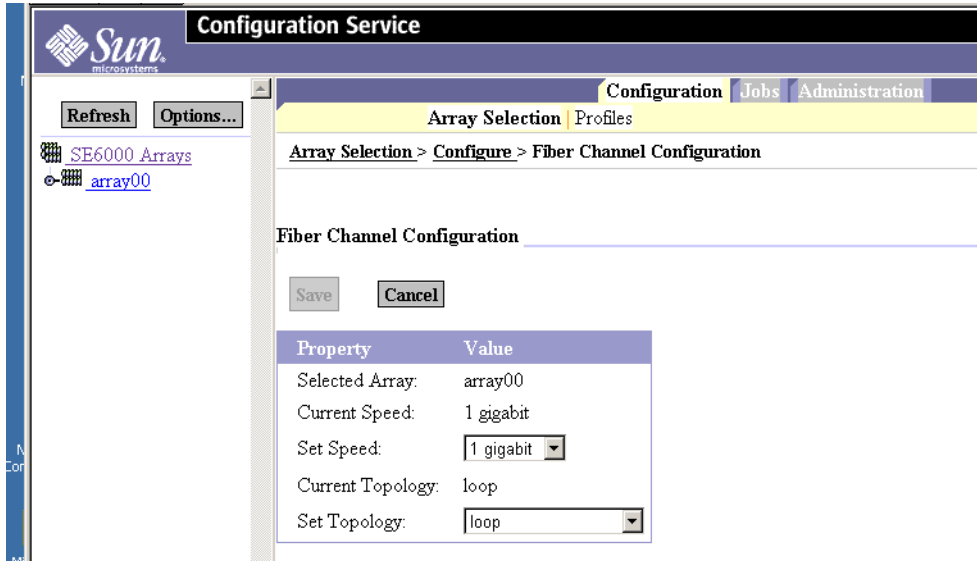 Configuration Service
Sun
microsystems
Refresh Options...
SE6000 Arrays
array00
Configuration Jobs Administration
Array Selection | Profiles
Array Selection > Configure > Fiber Channel Configuration
Fiber Channel Configuration
Save Cancel
Property Value
Selected Array: array00
Current Speed: 1 gigabit
Set Speed: 1 gigabit
Current Topology: loop
Set Topology: loop